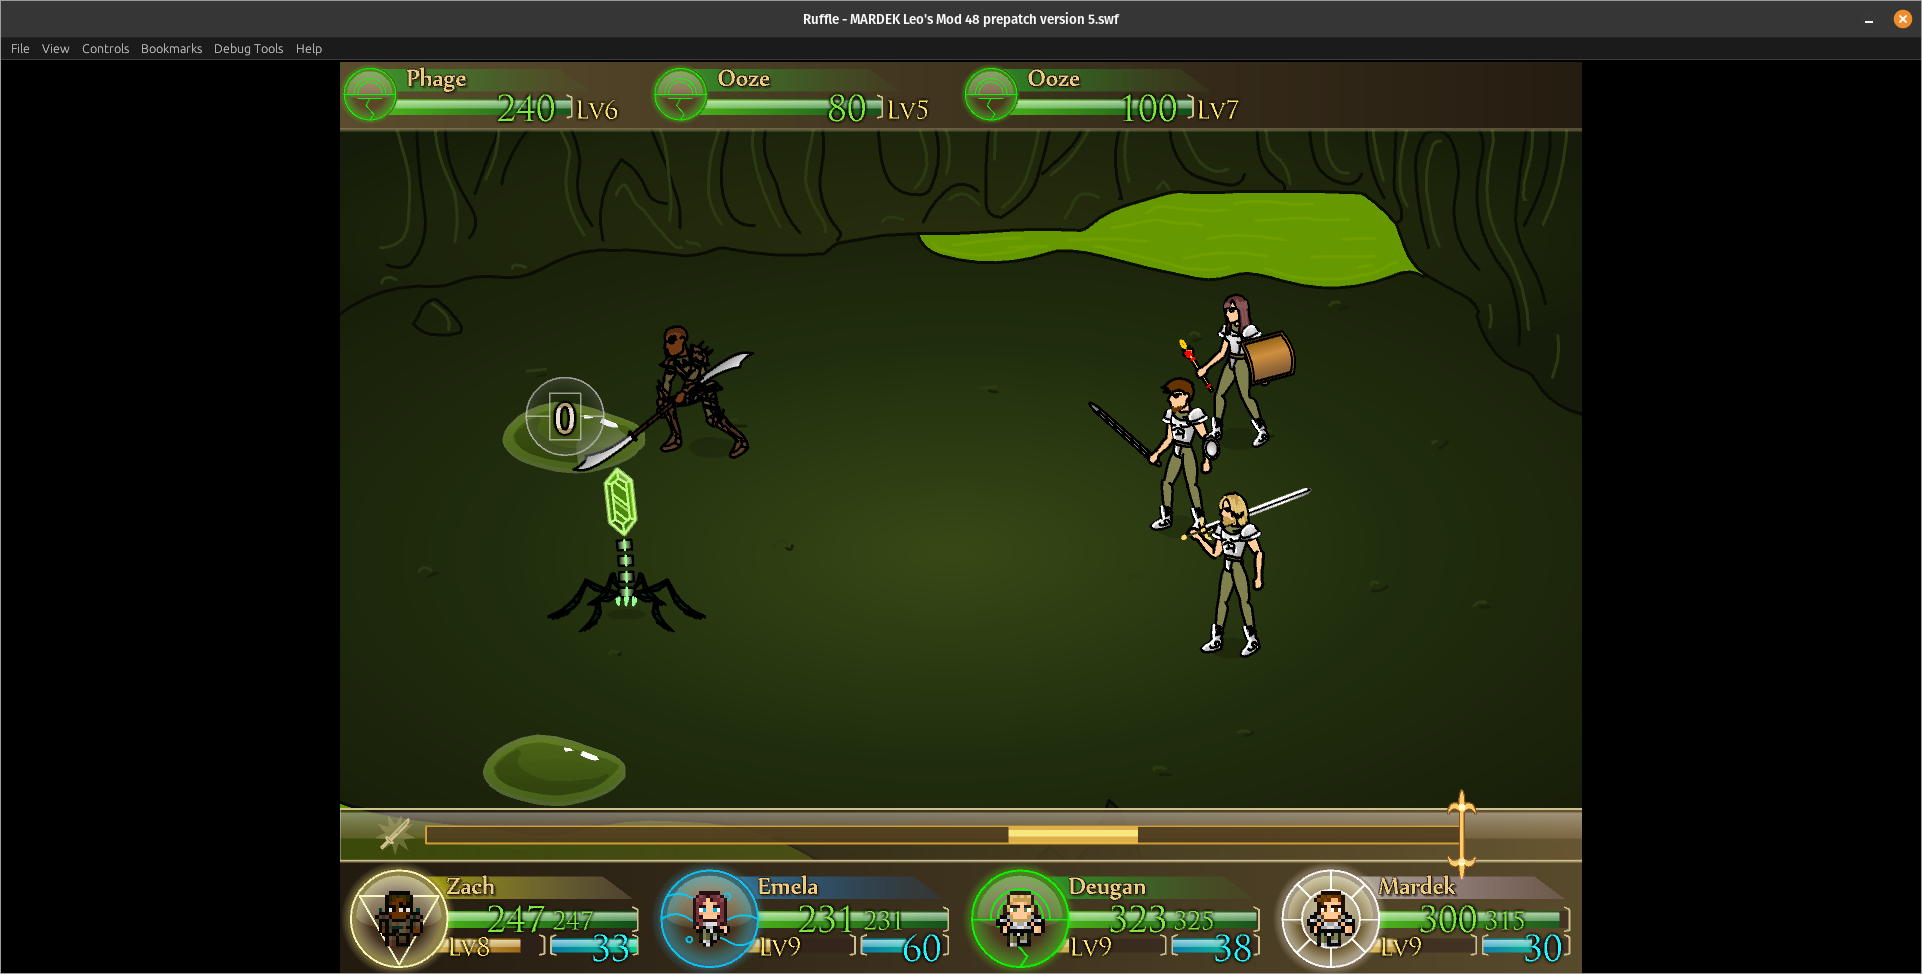 Ruffle - MARDEK Leo's Mod 48 prepatch version 5.swf
File View Controls Bookmarks Debug Tools Help
Phage
240 Lv6
Ooze
80 Lv5
Ooze
100 Lv7
0
Zach
247 247
Lv8 33
Emela
231 231
Lv9 60
Deugan
323 325
Lv9 38
Mardek
300 315
Lv9 30